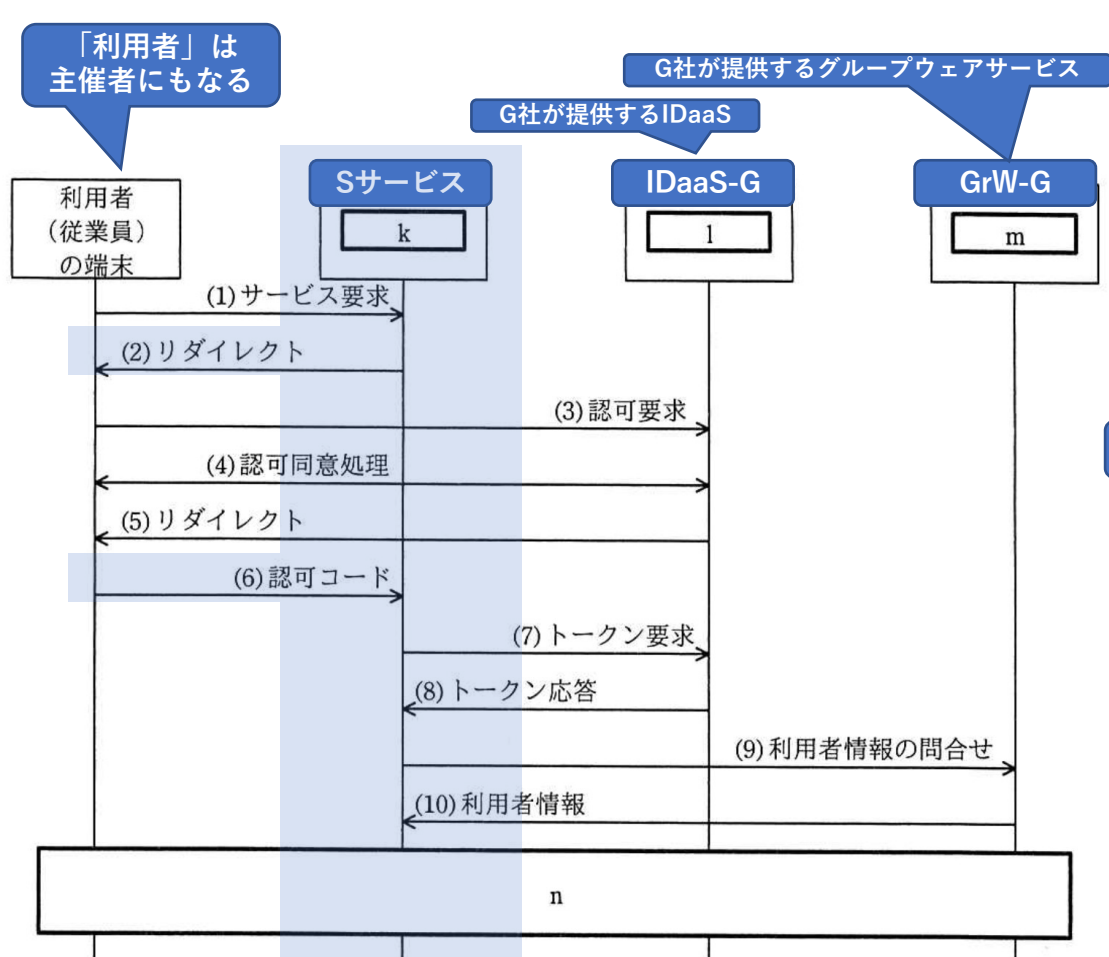 「利用者」は
主催者にもなる
G社が提供するグループウェアサービス
G社が提供するIDaaS
利用者
(従業員)
の端末
Sサービス
k
IDaaS-G
l
GrW-G
m
(1)サービス要求
(2)リダイレクト
(3)認可要求
(4)認可同意処理
(5)リダイレクト
(6)認可コード
(7)トークン要求
(8)トークン応答
(9)利用者情報の問合せ
(10)利用者情報
n